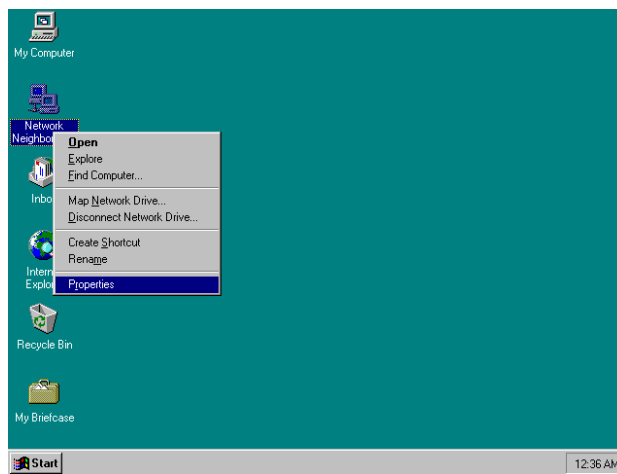 My Computer
Network
Neighbo
Open
Explore
Find Computer...
Map Network Drive...
Disconnect Network Drive...
Create Shortcut
Rename
Properties
Inbo
Intern
Explo
Recycle Bin
My Briefcase
Start
12:36 AM